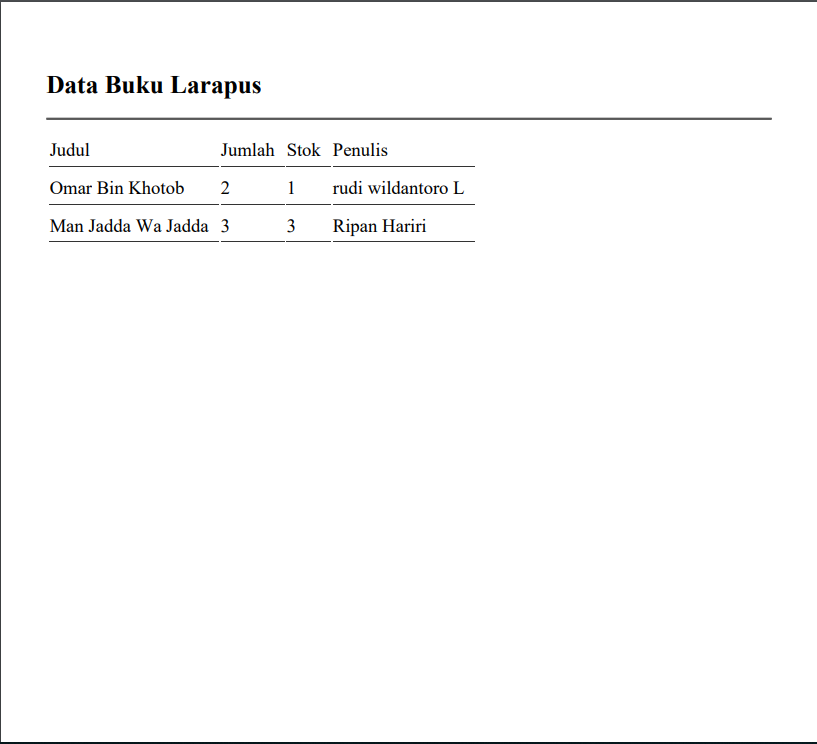 Data Buku Larapus
Judul Jumlah Stok Penulis
Omar Bin Khotob 2 1 rudi wildantoro L
Man Jadda Wa Jadda 3 3 Ripan Hariri